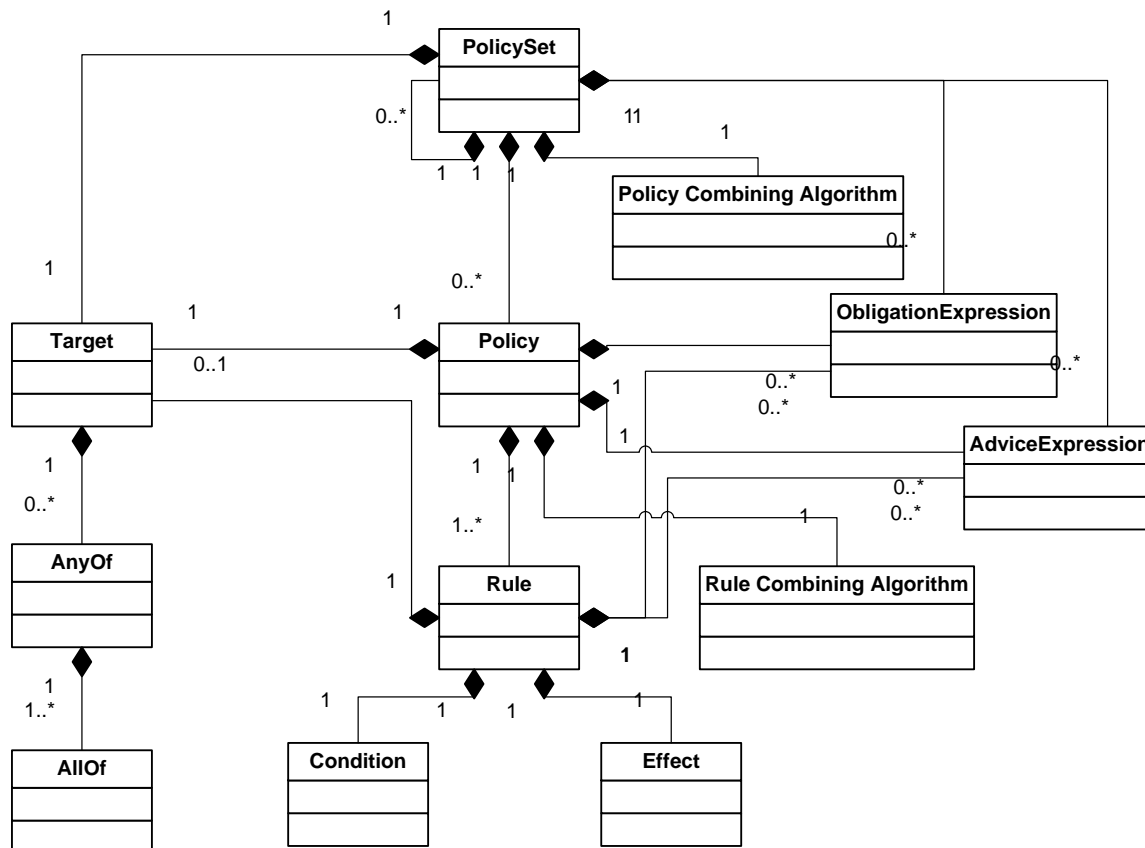 1
PolicySet
0..*
11
1
1
1
1
Policy Combining Algorithm
0..*
1
0..*
1
1
ObligationExpression
Target
Policy
0..1
0..*
0..*
1
0..*
1
AdviceExpression
1
1
1
0..*
0..*
0..*
1..*
1
AnyOf
1
Rule
Rule Combining Algorithm
1
1
1..*
1
1
1
1
Condition
Effect
AllOf